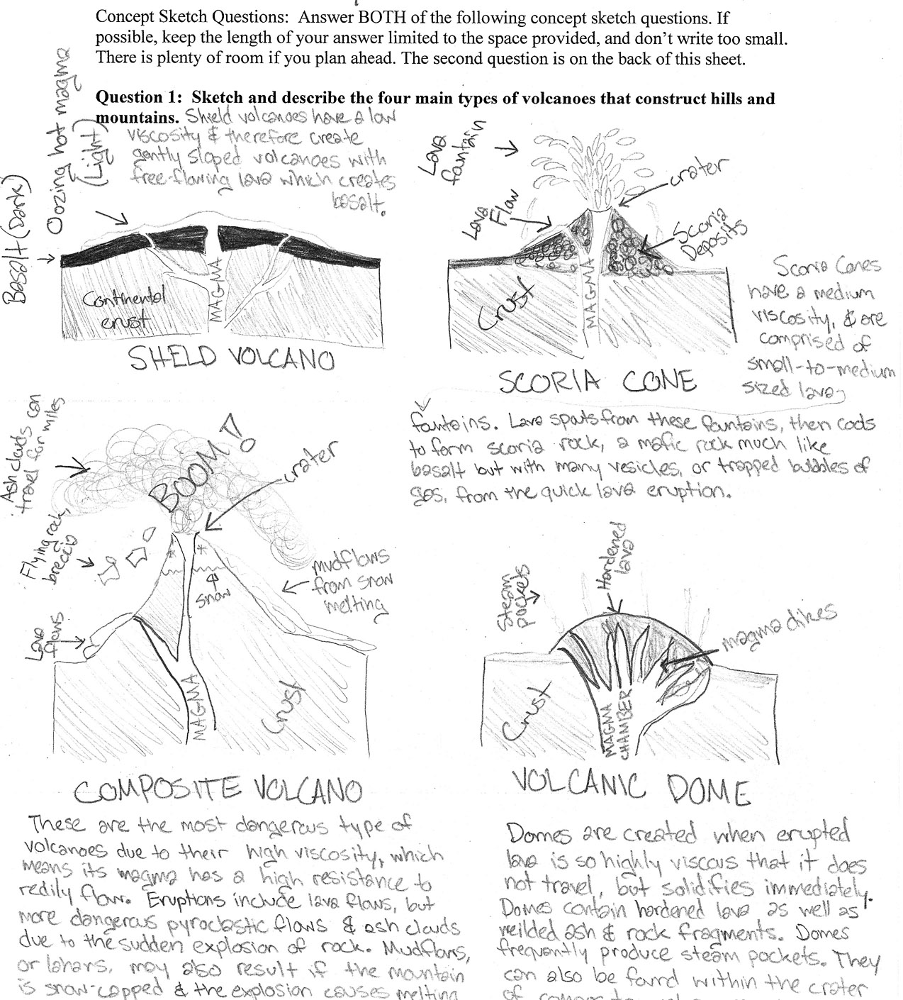 Concept Sketch Questions:  Answer BOTH of the following concept sketch questions. If
possible, keep the length of your answer limited to the space provided, and don't write too small.
There is plenty of room if you plan ahead. The second question is on the back of this sheet.
Question 1:  Sketch and describe the four main types of volcanoes that construct hills and
mountains. Shield volcanoes have a low
viscosity & therefore create
gently sloped volcanoes with
free-flowing lava which creates
basalt.
Oozing hot magma
(Light)
Basalt (Dark)
Continental
crust
MAGMA
SHELD VOLCANO
Lava
fountain
crater
Lava
Flow
Scoria
Deposits
Crust
MAGMA
SCORIA CONE
Scoria Cones
have a medium
viscosity, & are
comprised of
small-to-medium
sized lava
fountains. Lava spouts from these fountains, then cools
to form scoria rock, a mafic rock much like
basalt but with many vesicles, or trapped bubbles of
gas, from the quick lava eruption.
Ash clouds can
travel for miles
BOOM!
crater
Flying rock,
breccia
mudflows
from snow
melting
snow
Lava
flows
MAGMA
Crust
COMPOSITE VOLCANO
These are the most dangerous type of
volcanoes due to their high viscosity, which
means its magma has a high resistance to
redily flow. Eruptions include lava flows, but
more dangerous pyroclastic flows & ash clouds
due to the sudden explosion of rock. Mudflows,
or lahars, may also result if the mountain
is snow-capped & the explosion causes melting
Steam
pockets
Hardened
lava
magma dikes
Crust
MAGMA
CHAMBER
VOLCANIC DOME
Domes are created when erupted
lava is so highly viscous that it does
not travel, but solidifies immediately.
Domes contain hardened lava as well as
weilded ash & rock fragments. Domes
frequently produce steam pockets. They
can also be found within the crater
of